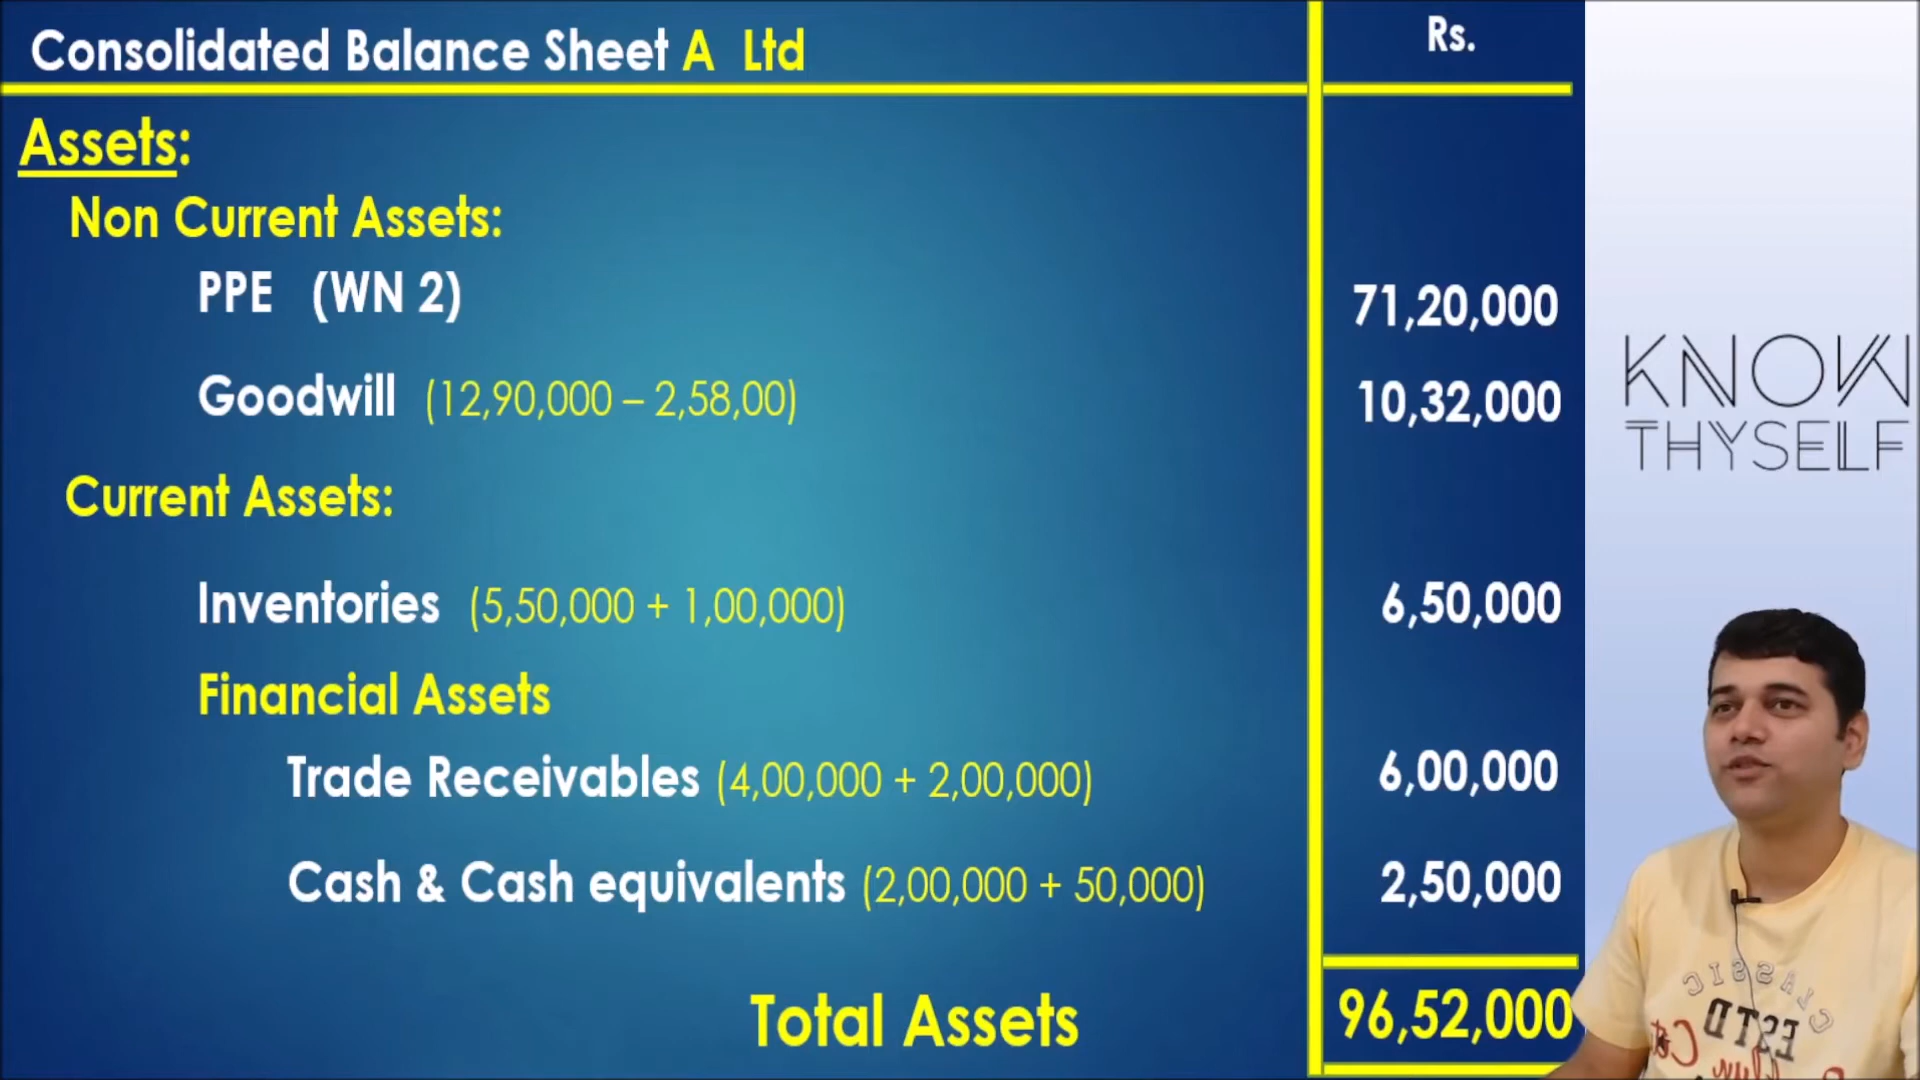 Consolidated Balance Sheet A Ltd Rs.
Assets:
Non Current Assets:
PPE (WN 2) 71,20,000
Goodwill (12,90,000 – 2,58,00) 10,32,000
Current Assets:
Inventories (5,50,000 + 1,00,000) 6,50,000
Financial Assets
Trade Receivables (4,00,000 + 2,00,000) 6,00,000
Cash & Cash equivalents (2,00,000 + 50,000) 2,50,000
Total Assets 96,52,000
KNOW
THYSELF
CLASSIC
ESTD